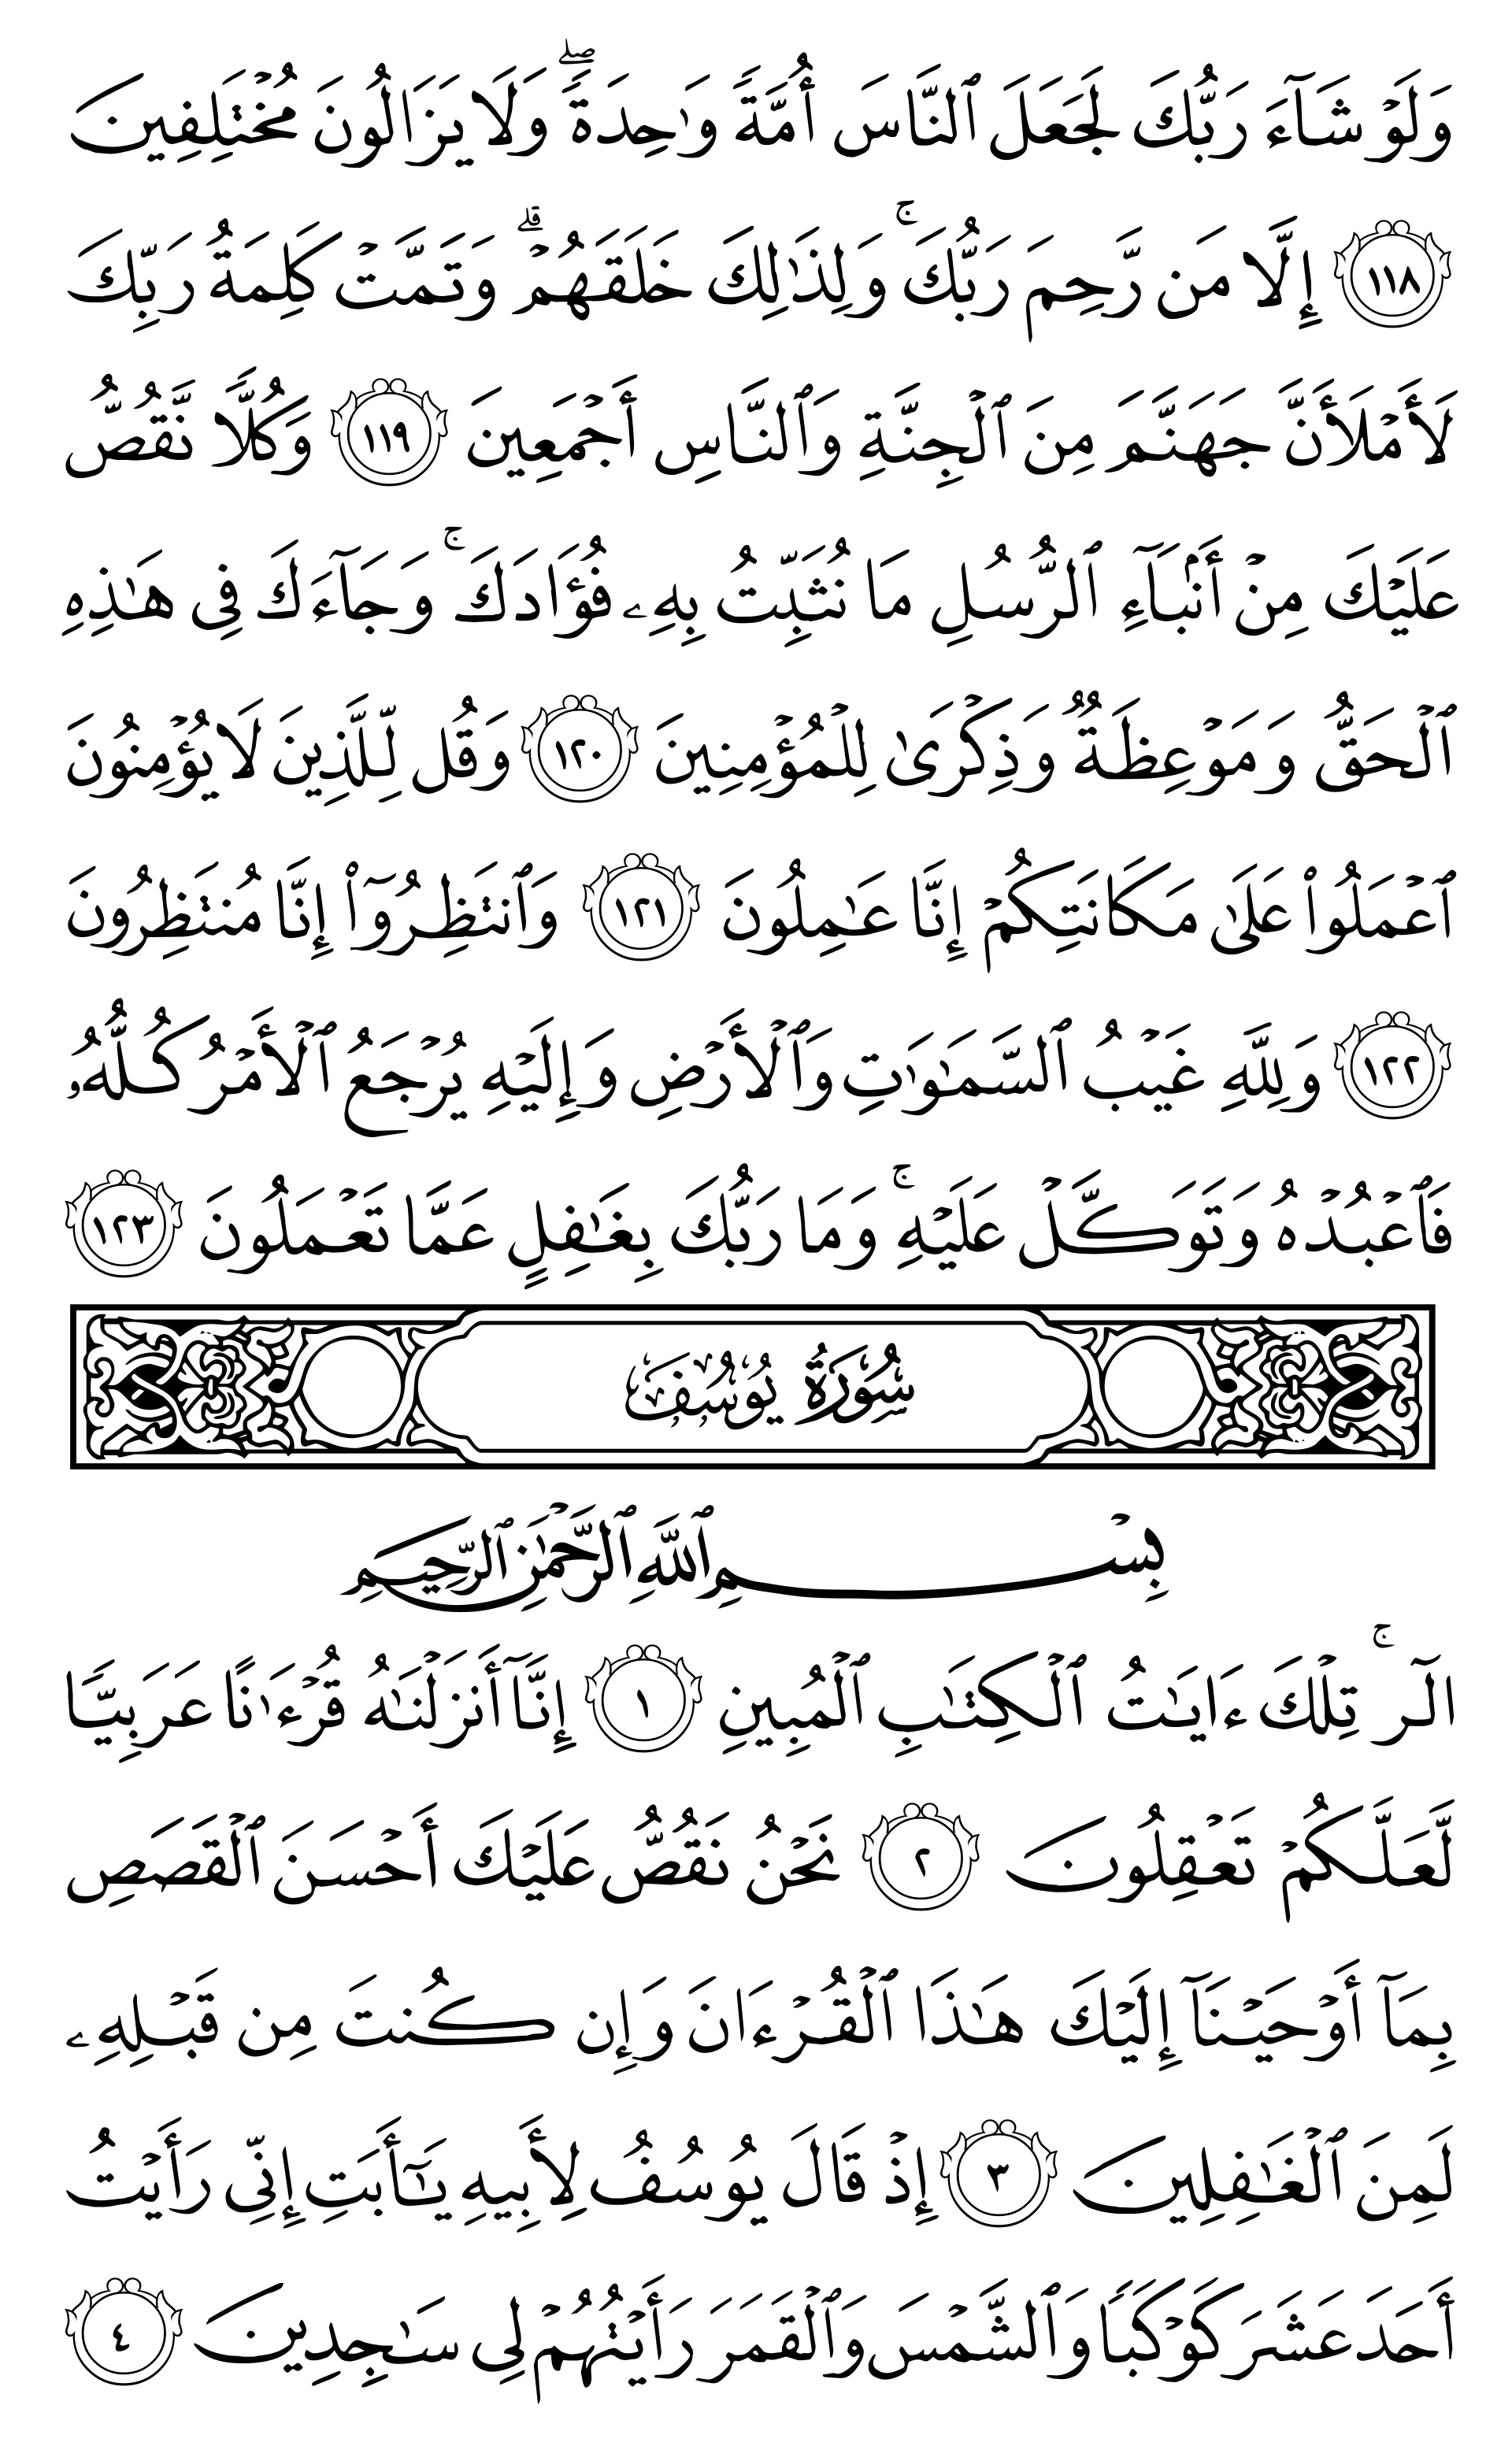 وَلَوْ شَآءَ رَبُّكَ لَجَعَلَ ٱلنَّاسَ أُمَّةً وَٰحِدَةً ۖ وَلَا يَزَالُونَ مُخْتَلِفِينَ
١١٨ إِلَّا مَن رَّحِمَ رَبُّكَ ۚ وَلِذَٰلِكَ خَلَقَهُمْ ۗ وَتَمَّتْ كَلِمَةُ رَبِّكَ
لَأَمْلَأَنَّ جَهَنَّمَ مِنَ ٱلْجِنَّةِ وَٱلنَّاسِ أَجْمَعِينَ ١١٩ وَكُلًّا نَّقُصُّ
عَلَيْكَ مِنْ أَنۢبَآءِ ٱلرُّسُلِ مَا نُثَبِّتُ بِهِۦ فُؤَادَكَ ۚ وَجَآءَكَ فِى هَٰذِهِ
ٱلْحَقُّ وَمَوْعِظَةٌ وَذِكْرَىٰ لِلْمُؤْمِنِينَ ١٢٠ وَقُل لِّلَّذِينَ لَا يُؤْمِنُونَ
ٱعْمَلُوا۟ عَلَىٰ مَكَانَتِكُمْ إِنَّا عَٰمِلُونَ ١٢١ وَٱنتَظِرُوٓا۟ إِنَّا مُنتَظِرُونَ
١٢٢ وَلِلَّهِ غَيْبُ ٱلسَّمَٰوَٰتِ وَٱلْأَرْضِ وَإِلَيْهِ يُرْجَعُ ٱلْأَمْرُ كُلُّهُۥ
فَٱعْبُدْهُ وَتَوَكَّلْ عَلَيْهِ ۚ وَمَا رَبُّكَ بِغَٰفِلٍ عَمَّا تَعْمَلُونَ ١٢٣
سُورَةُ يُوسُفَ
بِسْمِ ٱللَّهِ ٱلرَّحْمَٰنِ ٱلرَّحِيمِ
الٓر ۚ تِلْكَ ءَايَٰتُ ٱلْكِتَٰبِ ٱلْمُبِينِ ١ إِنَّآ أَنزَلْنَٰهُ قُرْءَٰنًا عَرَبِيًّا
لَّعَلَّكُمْ تَعْقِلُونَ ٢ نَحْنُ نَقُصُّ عَلَيْكَ أَحْسَنَ ٱلْقَصَصِ
بِمَآ أَوْحَيْنَآ إِلَيْكَ هَٰذَا ٱلْقُرْءَانَ وَإِن كُنتَ مِن قَبْلِهِۦ
لَمِنَ ٱلْغَٰفِلِينَ ٣ إِذْ قَالَ يُوسُفُ لِأَبِيهِ يَٰٓأَبَتِ إِنِّى رَأَيْتُ
أَحَدَ عَشَرَ كَوْكَبًا وَٱلشَّمْسَ وَٱلْقَمَرَ رَأَيْتُهُمْ لِى سَٰجِدِينَ ٤